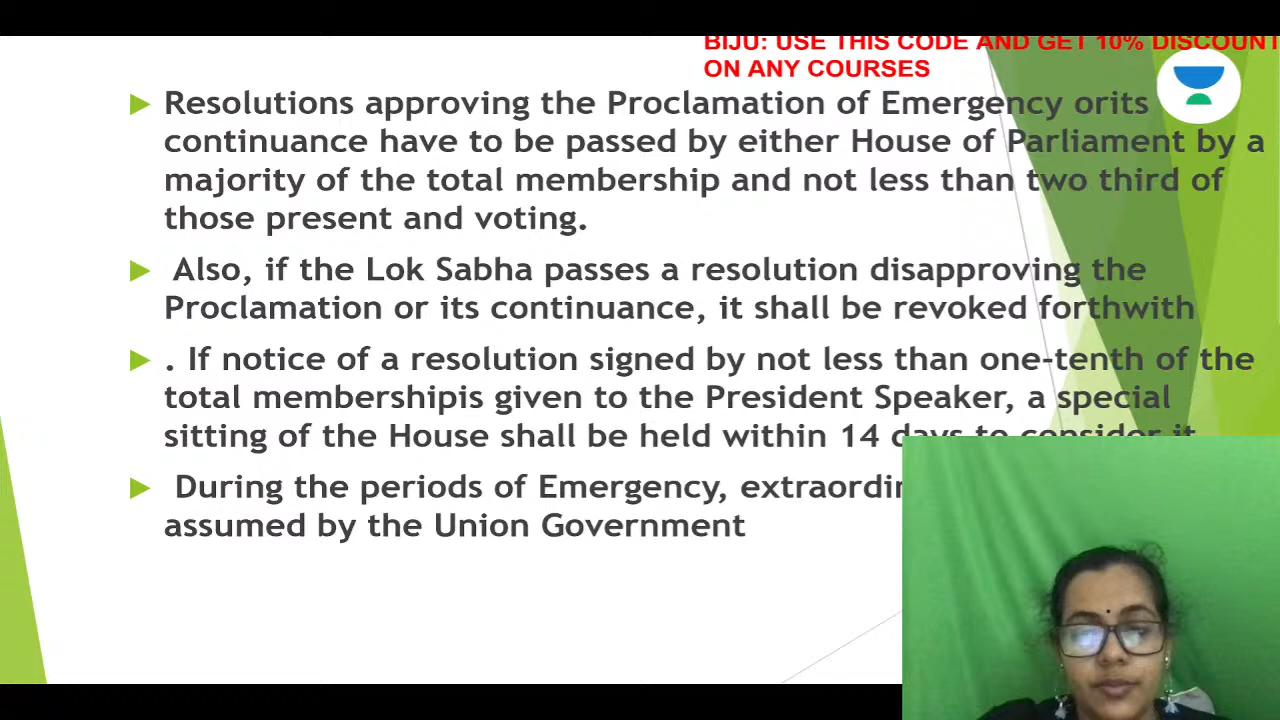 BIJU: USE THIS CODE AND GET 10% DISCOUNT
ON ANY COURSES
Resolutions approving the Proclamation of Emergency orits
continuance have to be passed by either House of Parliament by a
majority of the total membership and not less than two third of
those present and voting.
Also, if the Lok Sabha passes a resolution disapproving the
Proclamation or its continuance, it shall be revoked forthwith
. If notice of a resolution signed by not less than one-tenth of the
total membershipis given to the President Speaker, a special
sitting of the House shall be held within 14 days to consider it
During the periods of Emergency,
assumed by the Union Government